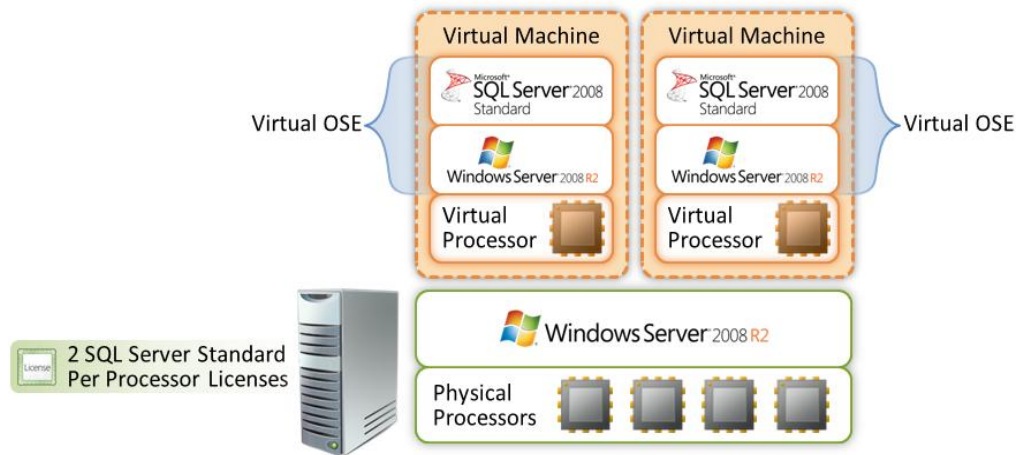 Virtual Machine
Virtual Machine
Virtual OSE
Microsoft®
SQL Server® 2008
Standard
Microsoft®
SQL Server® 2008
Standard
Virtual OSE
Windows Server® 2008 R2
Windows Server® 2008 R2
Virtual
Processor
Virtual
Processor
License
2 SQL Server Standard
Per Processor Licenses
Windows Server® 2008 R2
Physical
Processors